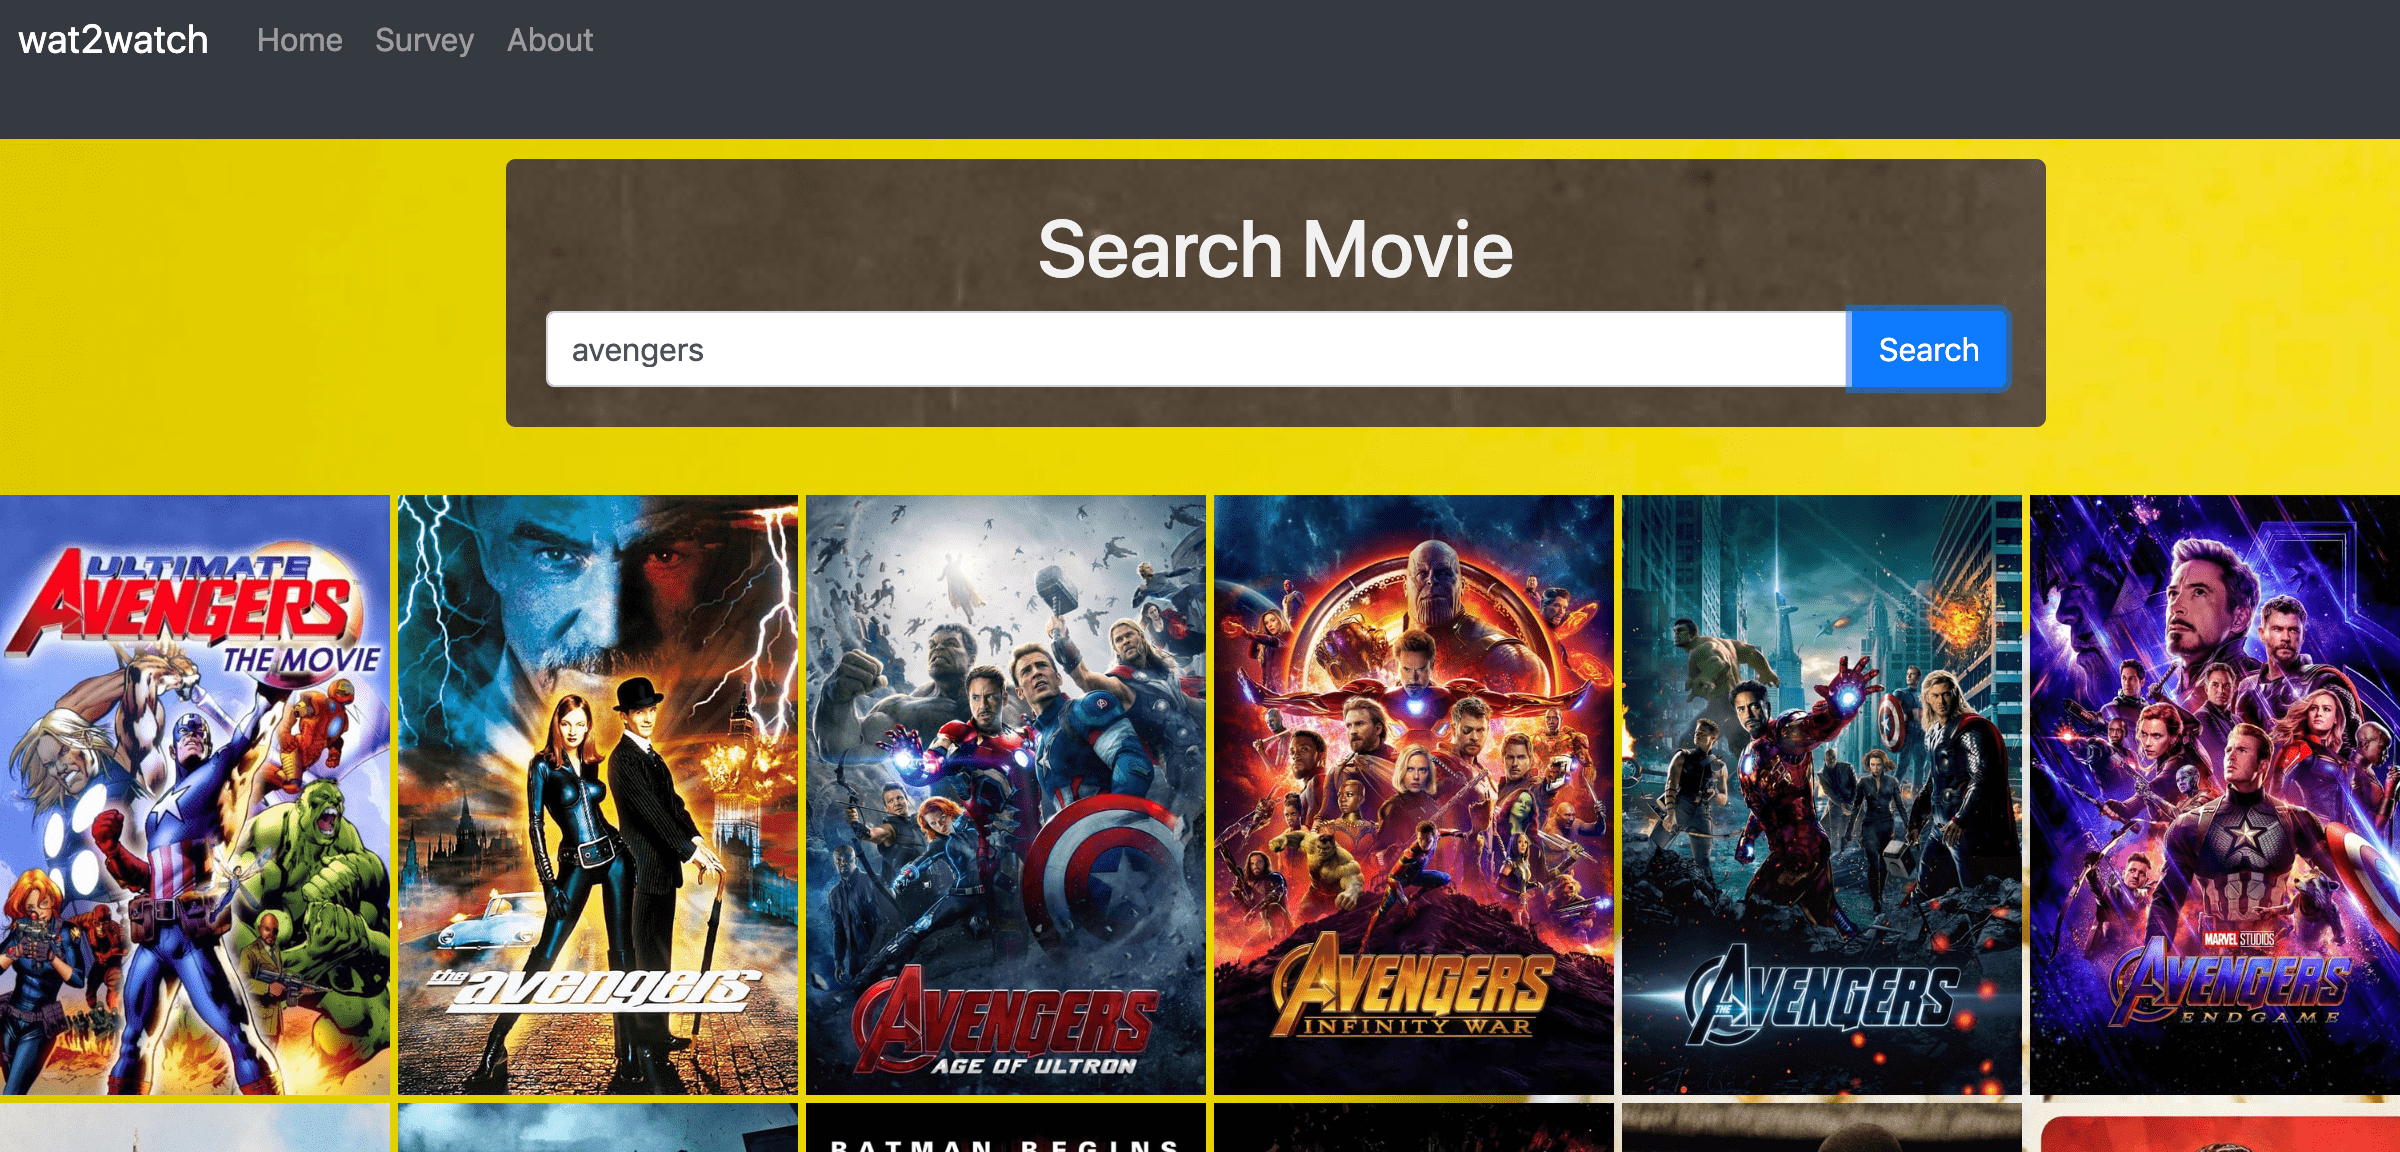 wat2watch Home Survey About
Search Movie
avengers Search
ULTIMATE
AVENGERS
THE MOVIE
the avengers
AVENGERS
AGE OF ULTRON
AVENGERS
INFINITY WAR
THE AVENGERS
MARVEL STUDIOS
AVENGERS
ENDGAME
BATMAN BEGINS